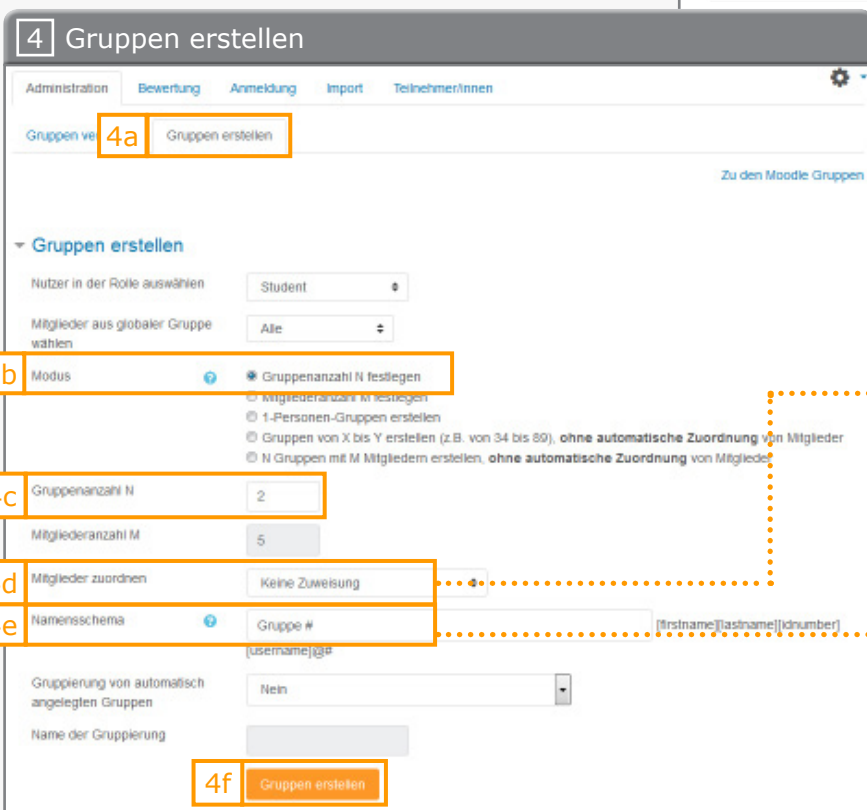 4 Gruppen erstellen
Administration Bewertung Anmeldung Import Teilnehmer/innen
Gruppen ver 4a Gruppen erstellen
Zu den Moodle Gruppen
Gruppen erstellen
Nutzer in der Rolle auswählen Student
Mitglieder aus globaler Gruppe wählen Alle
b Modus Gruppenanzahl N festlegen
Mitgliederanzahl M festlegen
1-Personen-Gruppen erstellen
Gruppen von X bis Y erstellen (z.B. von 34 bis 89), ohne automatische Zuordnung von Mitglieder
N Gruppen mit M Mitgliedern erstellen, ohne automatische Zuordnung von Mitglieder
c Gruppenanzahl N 2
Mitgliederanzahl M 5
d Mitglieder zuordnen Keine Zuweisung
e Namensschema Gruppe # [firstname][lastname][idnumber]
[username]@#
Gruppierung von automatisch
angelegten Gruppen Nein
Name der Gruppierung
4f Gruppen erstellen